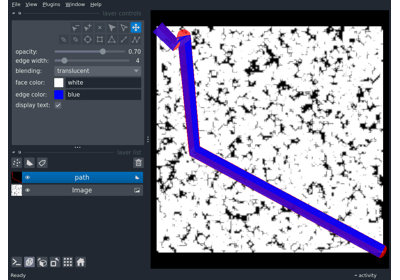 File View Plugins Window Help
layer controls
opacity: 0.70
edge width: 4
blending: translucent
face color: white
edge color: blue
display text:
layer list
path
Image
Ready activity